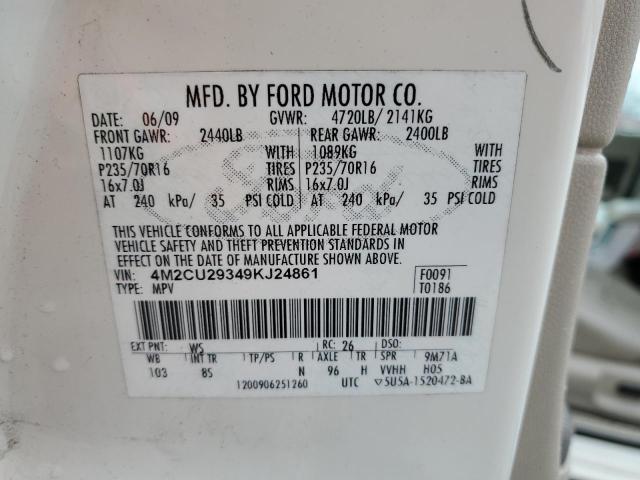 MFD. BY FORD MOTOR CO.
DATE: 06/09 GVWR: 4720LB/ 2141KG
FRONT GAWR: 2440LB REAR GAWR: 2400LB
1107KG WITH 1089KG WITH
P235/70R16 TIRES P235/70R16 TIRES
16x7.0J RIMS 16x7.0J RIMS
AT 240 kPa/ 35 PSI COLD AT 240 kPa/ 35 PSI COLD
Ford
THIS VEHICLE CONFORMS TO ALL APPLICABLE FEDERAL MOTOR
VEHICLE SAFETY AND THEFT PREVENTION STANDARDS IN
EFFECT ON THE DATE OF MANUFACTURE SHOWN ABOVE.
VIN: 4M2CU29349KJ24861 F0091
TYPE: MPV T0186
EXT PNT: WS RC: 26 DSO:
WB INT TR TP/PS R AXLE TR SPR 9M71A
103 85 N 96 H VVHH H05
1200906251260 UTC ▽5U5A-1520472-BA